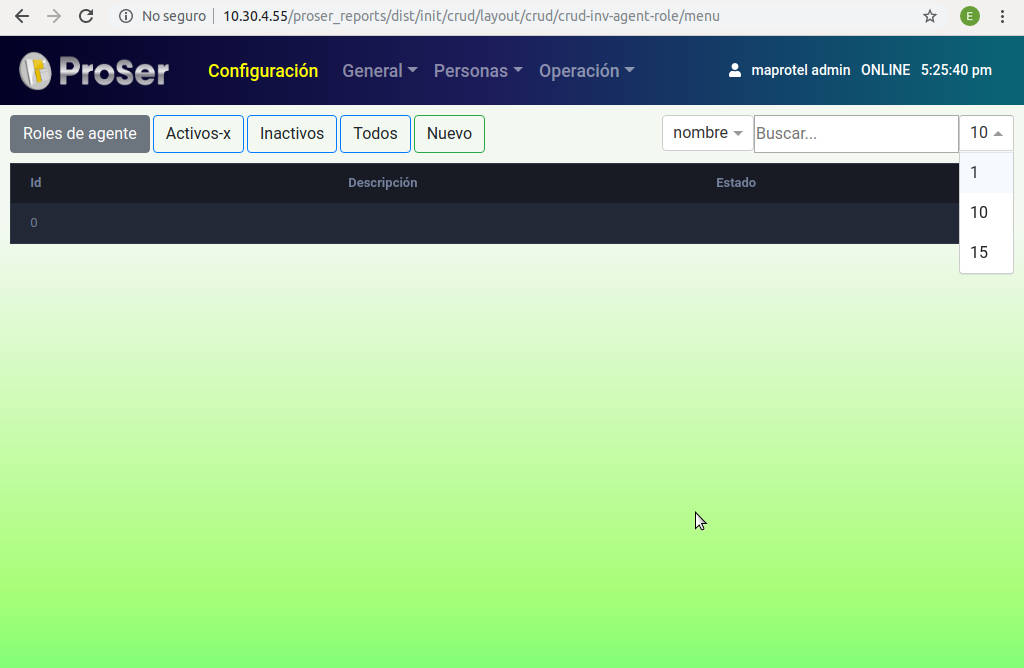 No seguro | 10.30.4.55/proser_reports/dist/init/crud/layout/crud/crud-inv-agent-role/menu
E
ProSer Configuración General Personas Operación maprotel admin ONLINE 5:25:40 pm
Roles de agente Activos-x Inactivos Todos Nuevo nombre Buscar... 10
Id Descripción Estado
0
1
10
15